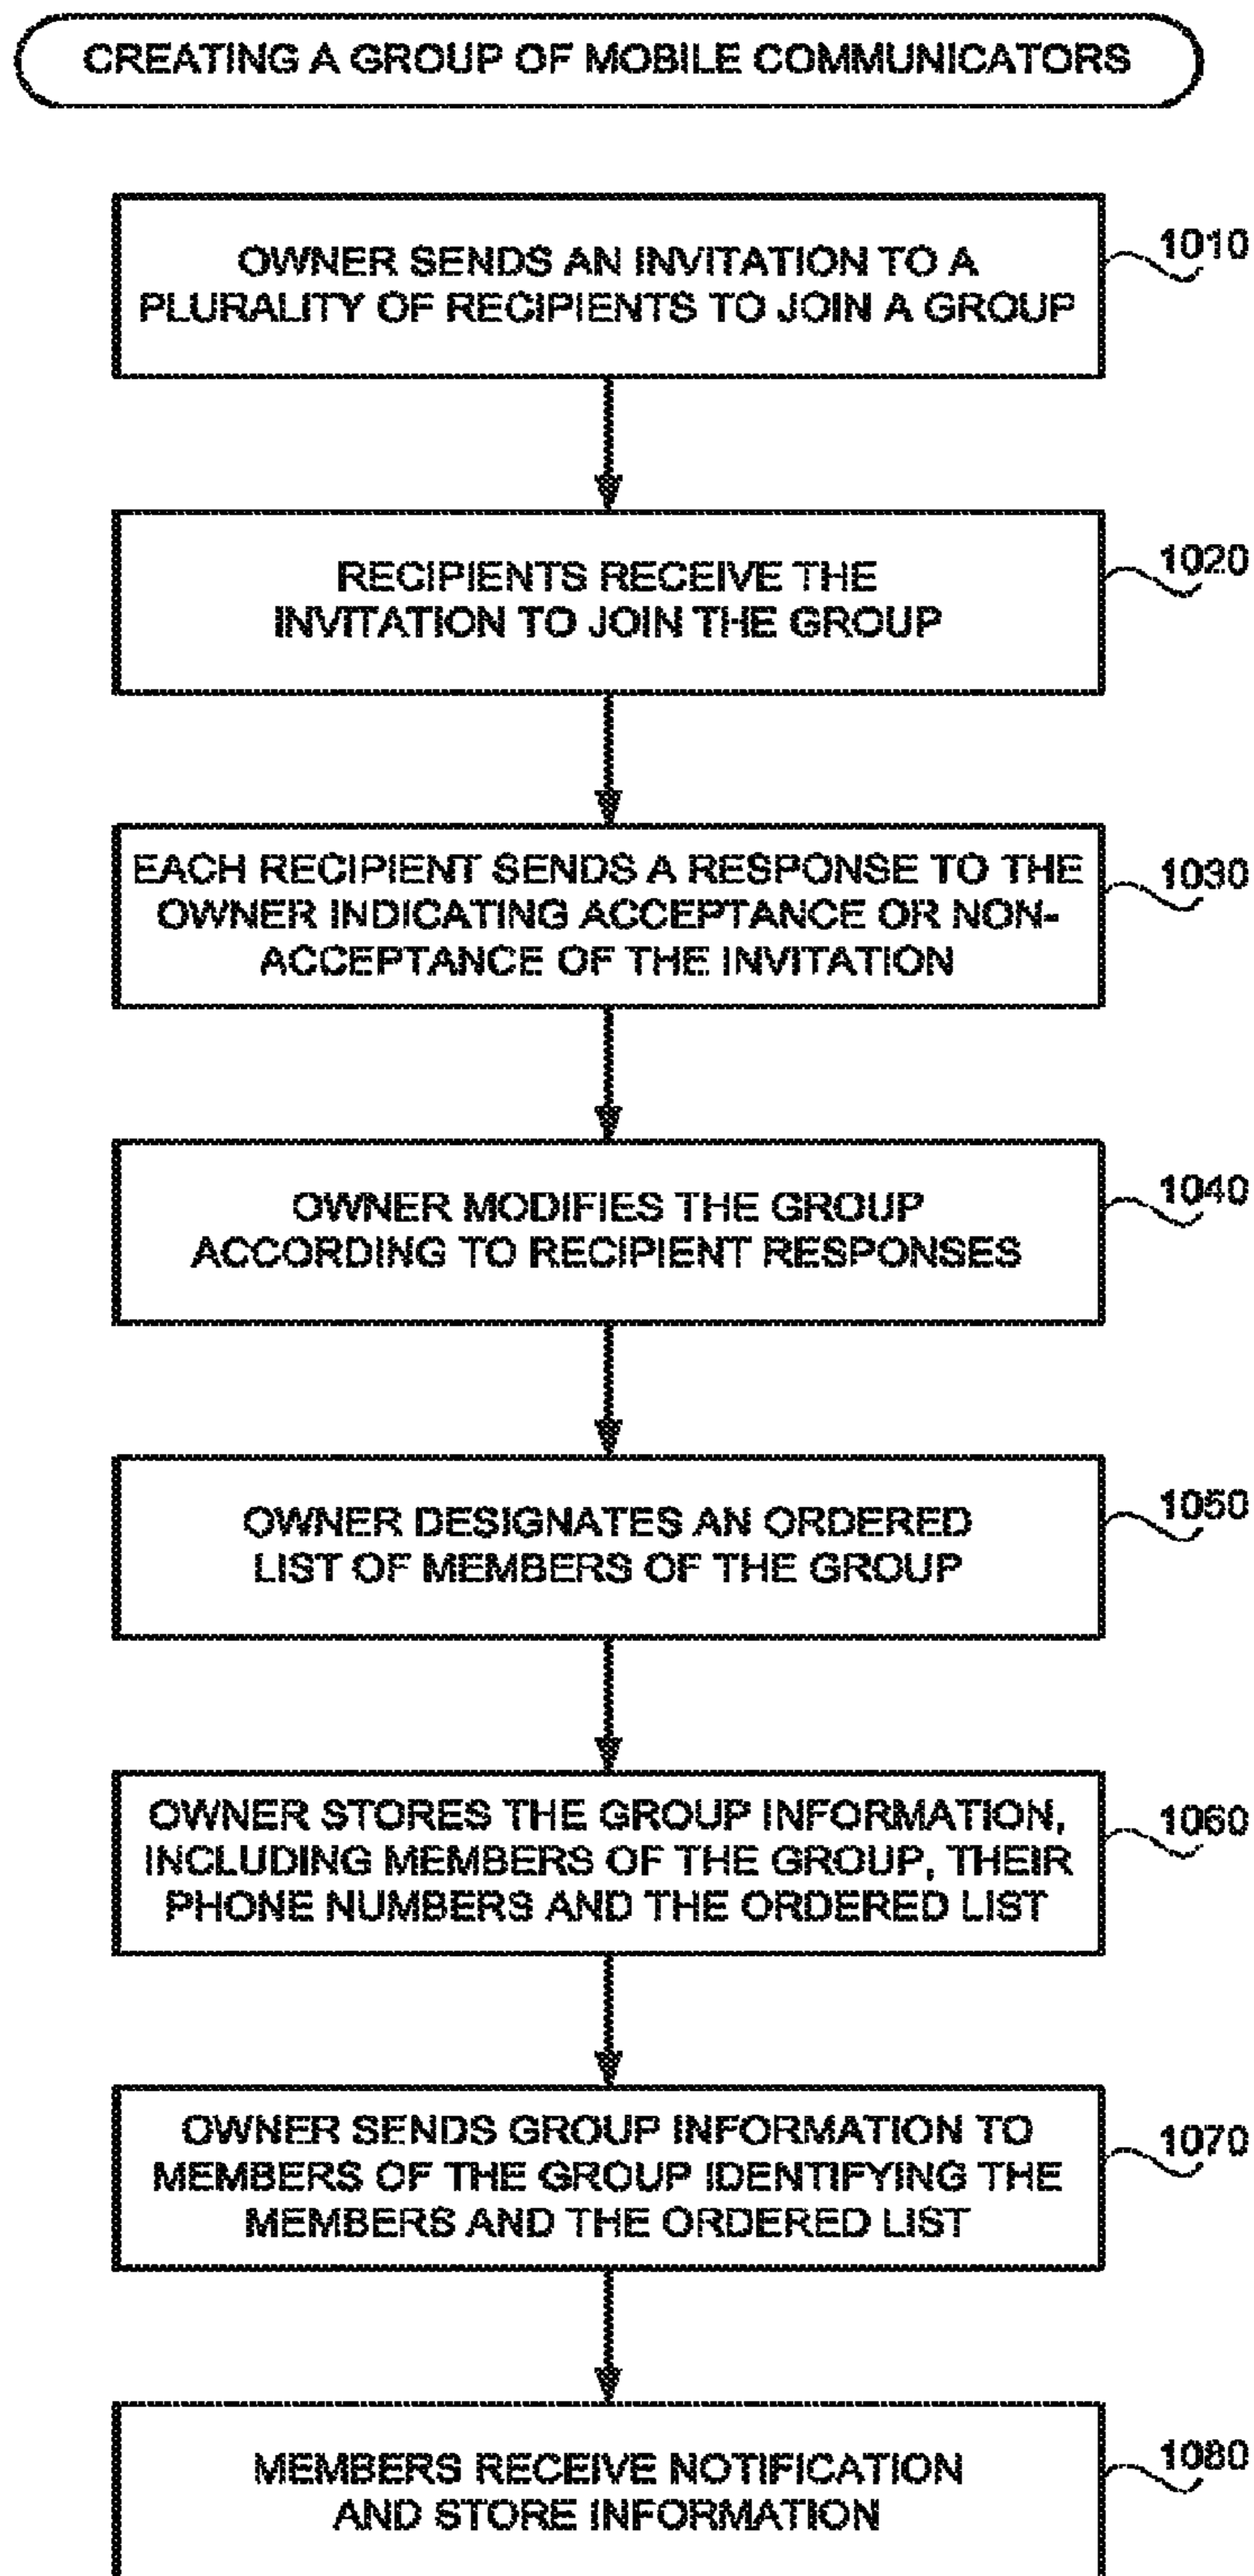 CREATING A GROUP OF MOBILE COMMUNICATORS
OWNER SENDS AN INVITATION TO A
PLURALITY OF RECIPIENTS TO JOIN A GROUP
1010
RECIPIENTS RECEIVE THE
INVITATION TO JOIN THE GROUP
1020
EACH RECIPIENT SENDS A RESPONSE TO THE
OWNER INDICATING ACCEPTANCE OR NON-
ACCEPTANCE OF THE INVITATION
1030
OWNER MODIFIES THE GROUP
ACCORDING TO RECIPIENT RESPONSES
1040
OWNER DESIGNATES AN ORDERED
LIST OF MEMBERS OF THE GROUP
1050
OWNER STORES THE GROUP INFORMATION,
INCLUDING MEMBERS OF THE GROUP, THEIR
PHONE NUMBERS AND THE ORDERED LIST
1060
OWNER SENDS GROUP INFORMATION TO
MEMBERS OF THE GROUP IDENTIFYING THE
MEMBERS AND THE ORDERED LIST
1070
MEMBERS RECEIVE NOTIFICATION
AND STORE INFORMATION
1080